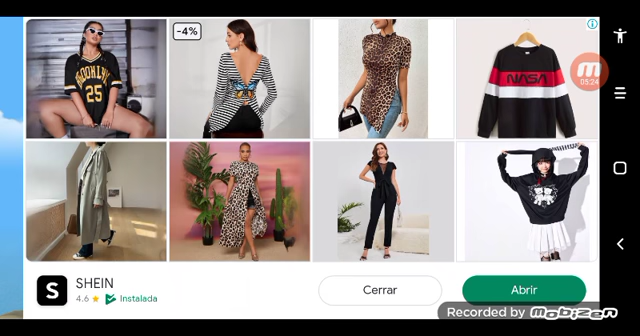 -4%
BROOKLYN
25
NASA
05:24
S
SHEIN
4.6 ★ Instalada
Cerrar
Abrir
Recorded by Mobizen